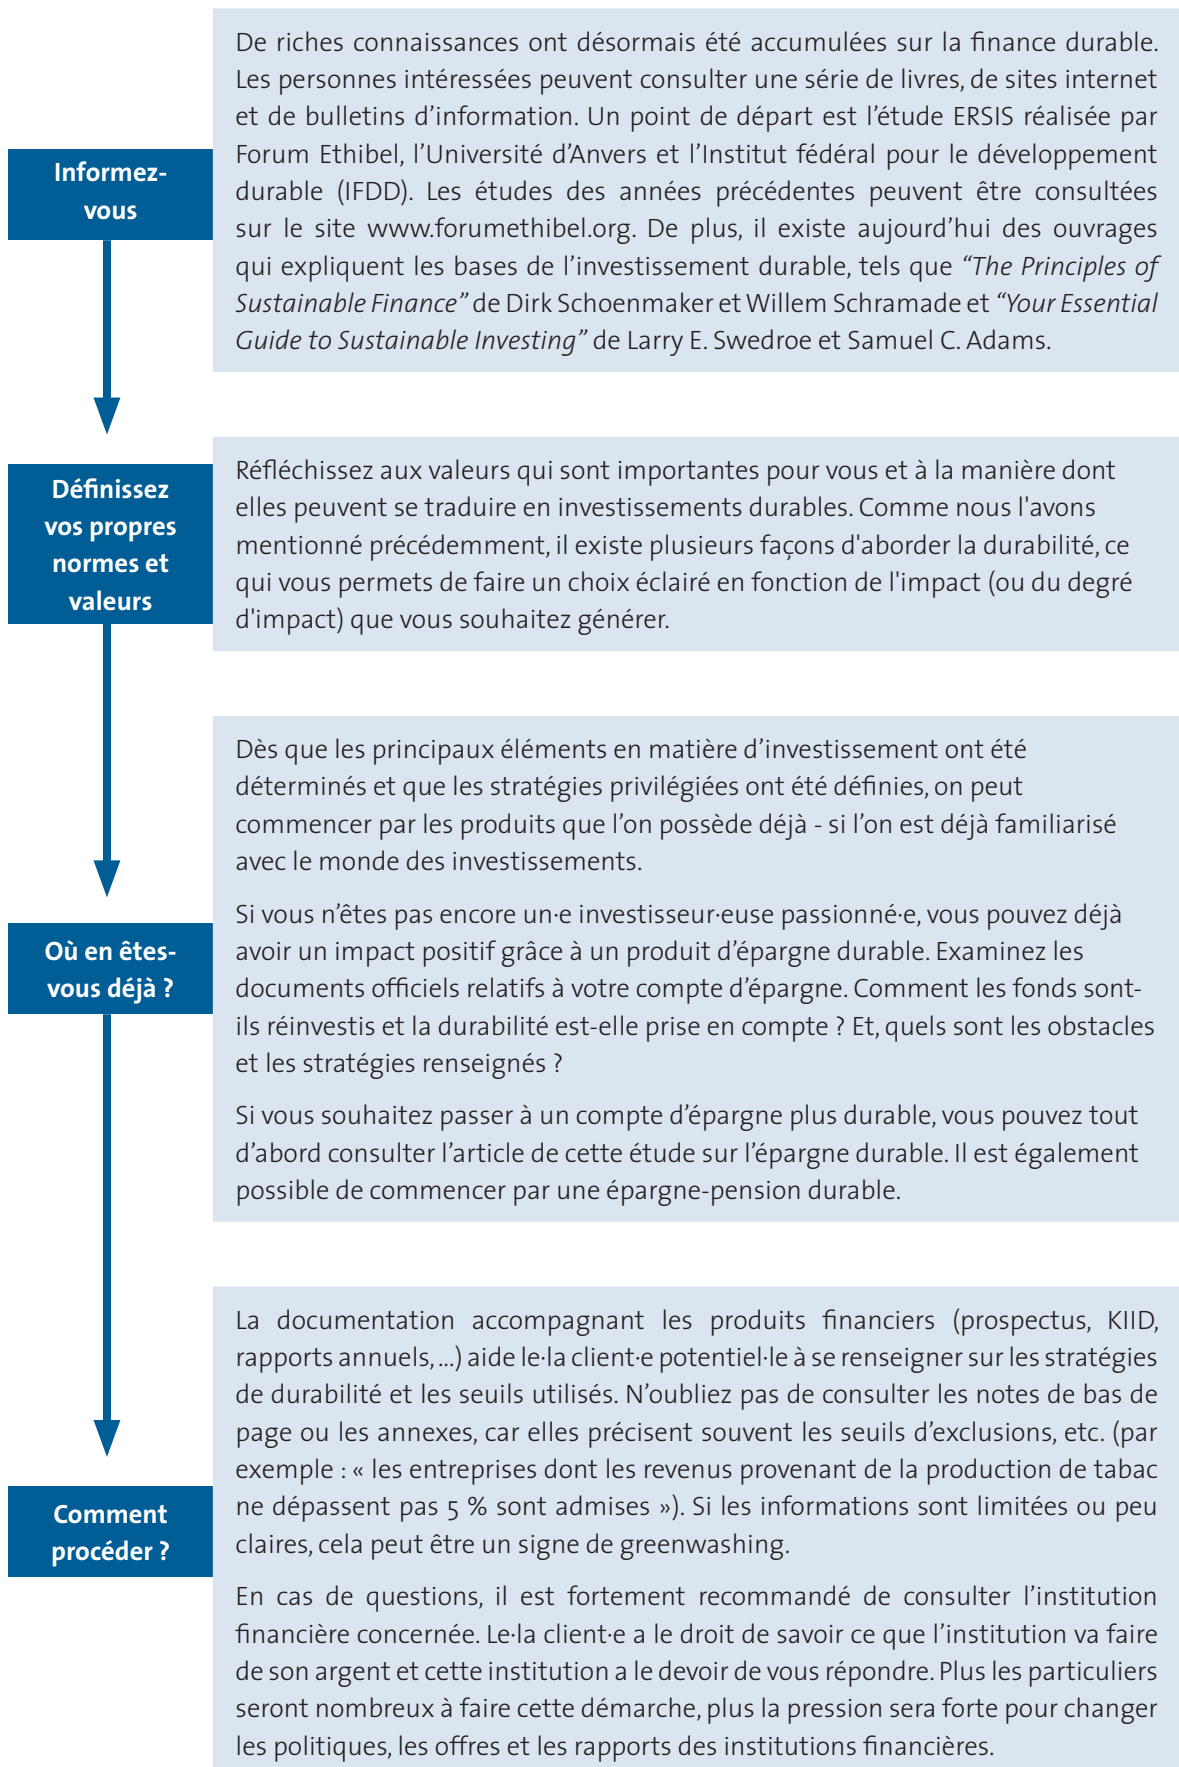 De riches connaissances ont désormais été accumulées sur la finance durable.
Les personnes intéressées peuvent consulter une série de livres, de sites internet
et de bulletins d’information. Un point de départ est l’étude ERSIS réalisée par
Forum Ethibel, l’Université d’Anvers et l’Institut fédéral pour le développement
durable (IFDD). Les études des années précédentes peuvent être consultées
sur le site www.forumethibel.org. De plus, il existe aujourd’hui des ouvrages
qui expliquent les bases de l’investissement durable, tels que “The Principles of
Sustainable Finance” de Dirk Schoenmaker et Willem Schramade et “Your Essential
Guide to Sustainable Investing” de Larry E. Swedroe et Samuel C. Adams.
Informez-
vous
Définissez
vos propres
normes et
valeurs
Réfléchissez aux valeurs qui sont importantes pour vous et à la manière dont
elles peuvent se traduire en investissements durables. Comme nous l'avons
mentionné précédemment, il existe plusieurs façons d'aborder la durabilité, ce
qui vous permets de faire un choix éclairé en fonction de l'impact (ou du degré
d'impact) que vous souhaitez générer.
Dès que les principaux éléments en matière d’investissement ont été
déterminés et que les stratégies privilégiées ont été définies, on peut
commencer par les produits que l’on possède déjà - si l’on est déjà familiarisé
avec le monde des investissements.
Si vous n’êtes pas encore un·e investisseur·euse passionné·e, vous pouvez déjà
avoir un impact positif grâce à un produit d’épargne durable. Examinez les
documents officiels relatifs à votre compte d’épargne. Comment les fonds sont-
ils réinvestis et la durabilité est-elle prise en compte ? Et, quels sont les obstacles
et les stratégies renseignés ?
Si vous souhaitez passer à un compte d’épargne plus durable, vous pouvez tout
d’abord consulter l’article de cette étude sur l’épargne durable. Il est également
possible de commencer par une épargne-pension durable.
Où en êtes-
vous déjà ?
La documentation accompagnant les produits financiers (prospectus, KIID,
rapports annuels, ...) aide le·la client·e potentiel·le à se renseigner sur les stratégies
de durabilité et les seuils utilisés. N’oubliez pas de consulter les notes de bas de
page ou les annexes, car elles précisent souvent les seuils d’exclusions, etc. (par
exemple : « les entreprises dont les revenus provenant de la production de tabac
ne dépassent pas 5 % sont admises »). Si les informations sont limitées ou peu
claires, cela peut être un signe de greenwashing.
En cas de questions, il est fortement recommandé de consulter l’institution
financière concernée. Le·la client·e a le droit de savoir ce que l’institution va faire
de son argent et cette institution a le devoir de vous répondre. Plus les particuliers
seront nombreux à faire cette démarche, plus la pression sera forte pour changer
les politiques, les offres et les rapports des institutions financières.
Comment
procéder ?